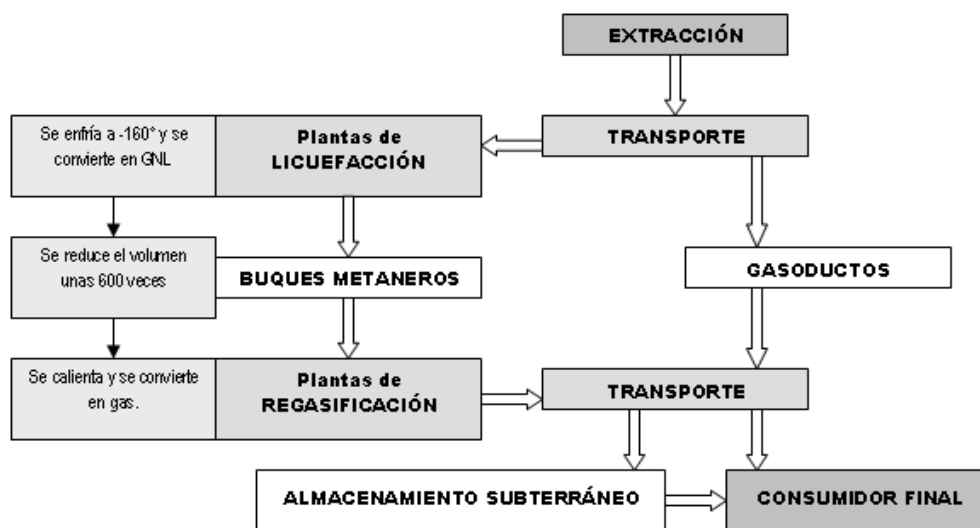 EXTRACCIÓN
Se enfría a -160° y se
convierte en GNL
Plantas de
LICUEFACCIÓN
TRANSPORTE
Se reduce el volumen
unas 600 veces
BUQUES METANEROS
GASODUCTOS
Se calienta y se convierte
en gas.
Plantas de
REGASIFICACIÓN
TRANSPORTE
ALMACENAMIENTO SUBTERRÁNEO
CONSUMIDOR FINAL